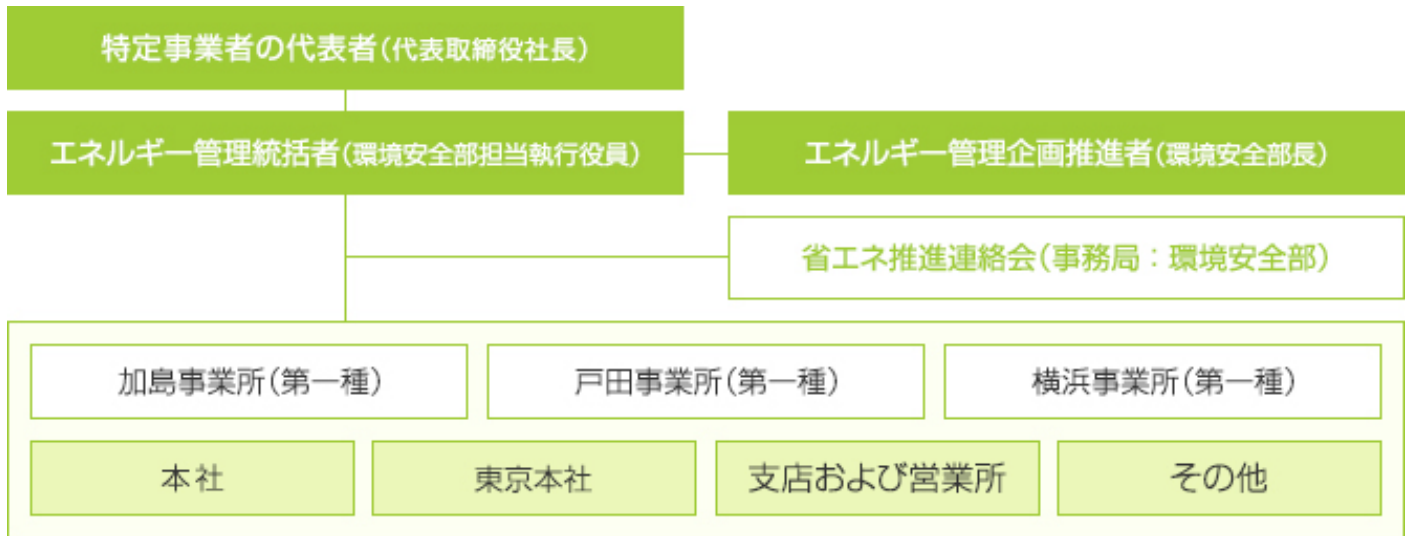 特定事業者の代表者(代表取締役社長)
エネルギー管理統括者(環境安全部担当執行役員)
エネルギー管理企画推進者(環境安全部長)
省エネ推進連絡会(事務局：環境安全部)
加島事業所(第一種)
戸田事業所(第一種)
横浜事業所(第一種)
本社
東京本社
支店および営業所
その他